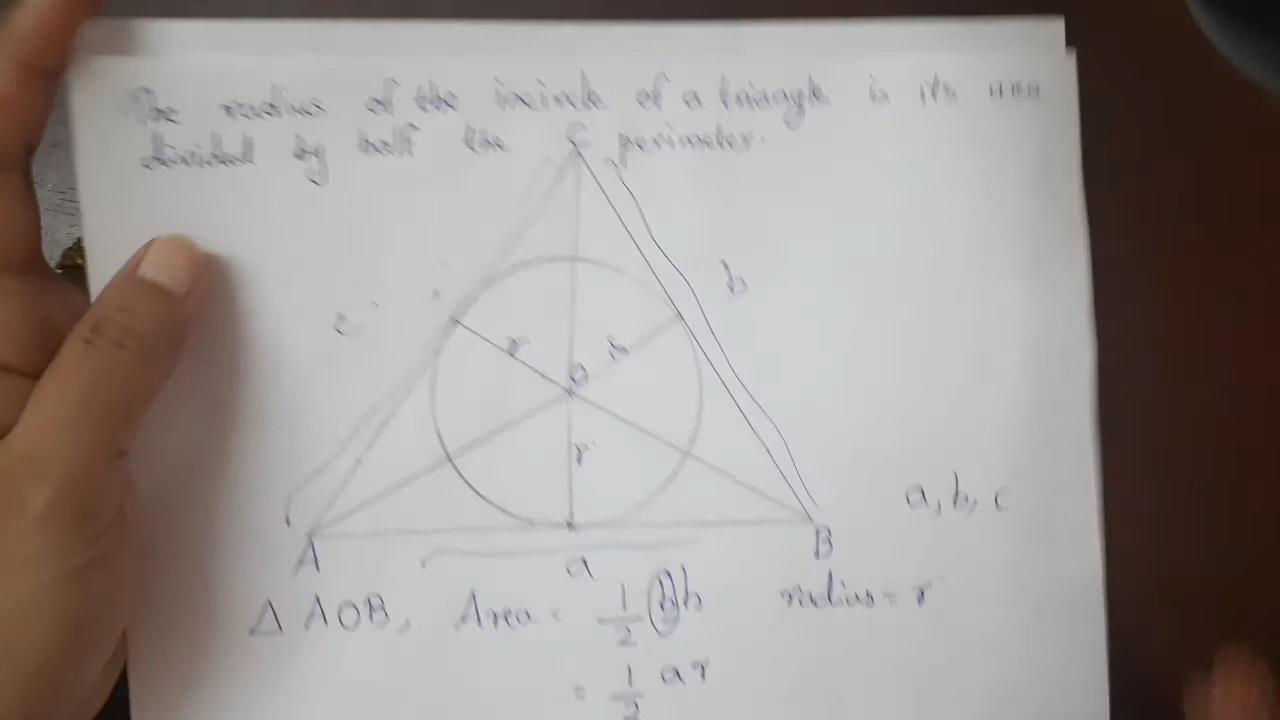 The radius of the incircle of a triangle is its area
divided by half the perimeter.
C
b
c
r
h
O
r
a, b, c
A
B
a
Δ AOB, Area = 1/2 bh radius = r
= 1/2 ar